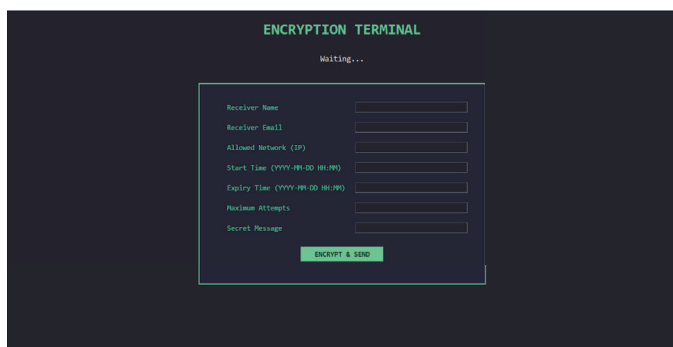 ENCRYPTION TERMINAL
Waiting...
Receiver Name
Receiver Email
Allowed Network (IP)
Start Time (YYYY-MM-DD HH:MM)
Expiry Time (YYYY-MM-DD HH:MM)
Maximum Attempts
Secret Message
ENCRYPT & SEND